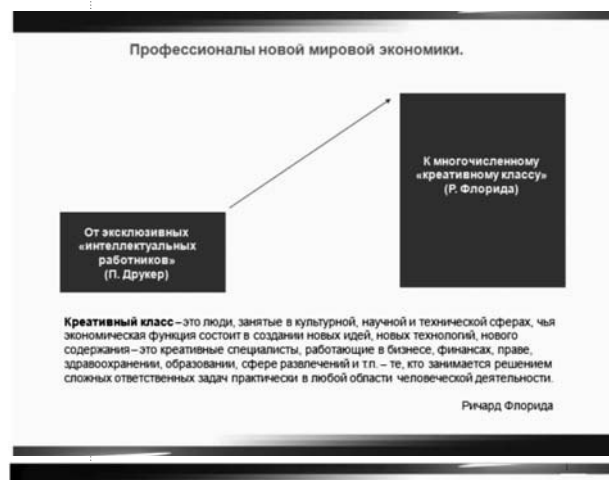 Профессионалы новой мировой экономики.
К многочисленному
«креативному классу»
(Р. Флорида)
От эксклюзивных
«интеллектуальных
работников»
(П. Друкер)
Креативный класс – это люди, занятые в культурной, научной и технической сферах, чья
экономическая функция состоит в создании новых идей, новых технологий, нового
содержания – это креативные специалисты, работающие в бизнесе, финансах, праве,
здравоохранении, образовании, сфере развлечений и т.п. – те, кто занимается решением
сложных ответственных задач практически в любой области человеческой деятельности.
Ричард Флорида